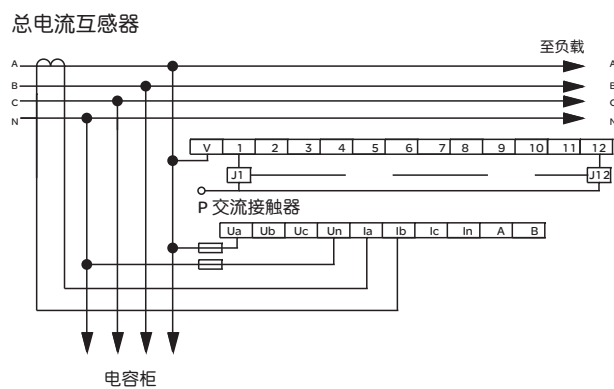 总电流互感器
至负载
A A
B B
C C
N N
V 1 2 3 4 5 6 7 8 9 10 11 12
J1 J12
P 交流接触器
Ua Ub Uc Un Ia Ib Ic In A B
电容柜